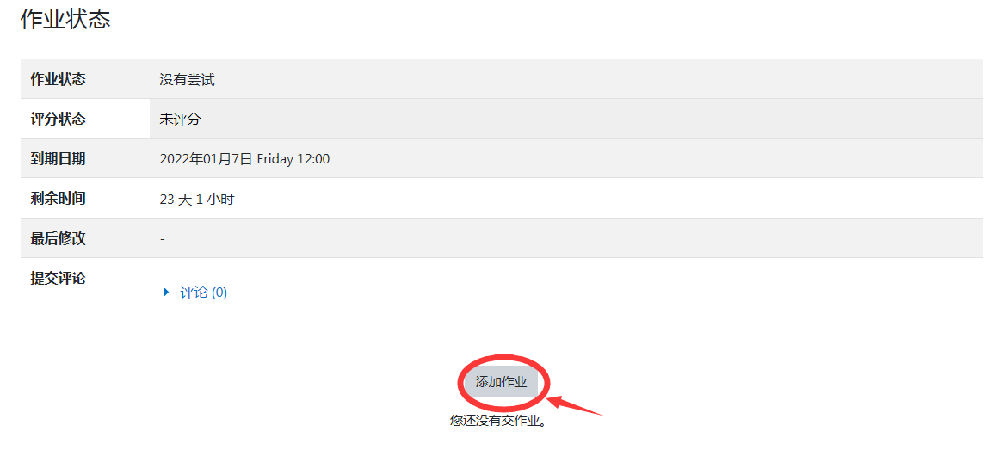 作业状态
作业状态 没有尝试
评分状态 未评分
到期日期 2022年01月7日 Friday 12:00
剩余时间 23 天 1 小时
最后修改 -
提交评论
评论 (0)
添加作业
您还没有交作业。